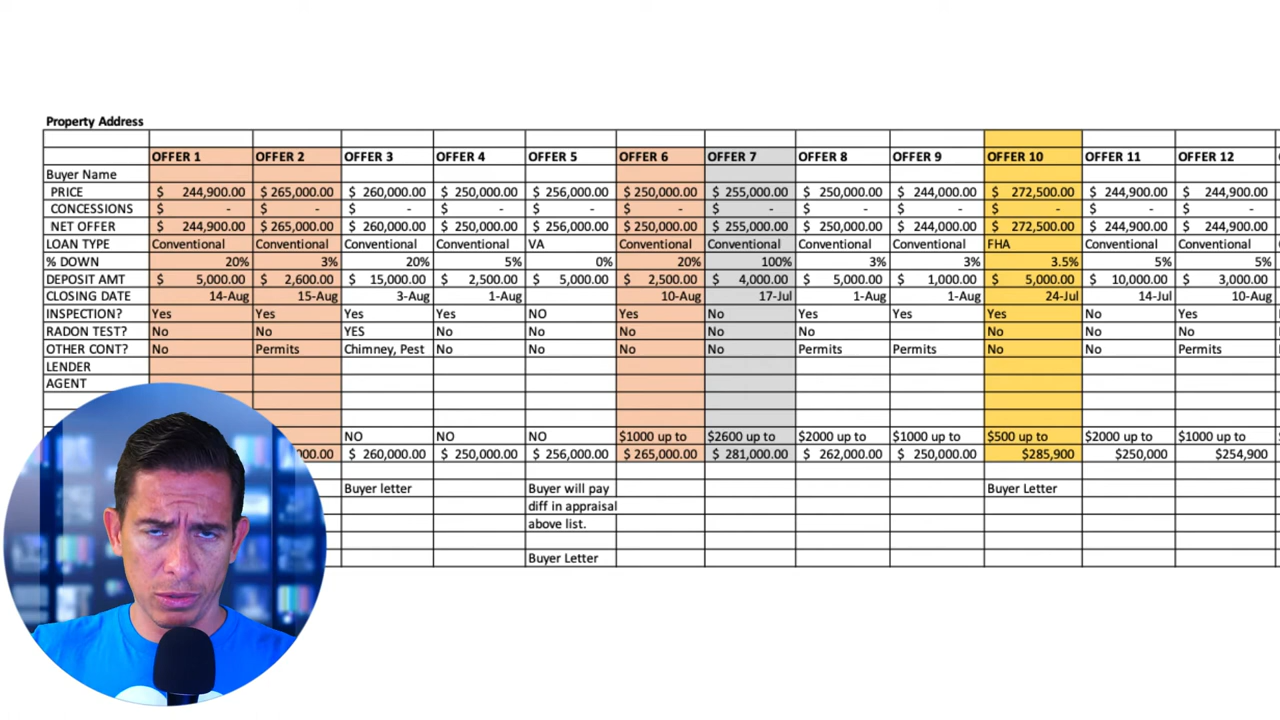 Property Address
OFFER 1 OFFER 2 OFFER 3 OFFER 4 OFFER 5 OFFER 6 OFFER 7 OFFER 8 OFFER 9 OFFER 10 OFFER 11 OFFER 12
Buyer Name
PRICE $ 244,900.00 $ 265,000.00 $ 260,000.00 $ 250,000.00 $ 256,000.00 $ 250,000.00 $ 255,000.00 $ 250,000.00 $ 244,000.00 $ 272,500.00 $ 244,900.00 $ 244,900.00
CONCESSIONS $ - $ - $ - $ - $ - $ - $ - $ - $ - $ - $ - $ -
NET OFFER $ 244,900.00 $ 265,000.00 $ 260,000.00 $ 250,000.00 $ 256,000.00 $ 250,000.00 $ 255,000.00 $ 250,000.00 $ 244,000.00 $ 272,500.00 $ 244,900.00 $ 244,900.00
LOAN TYPE Conventional Conventional Conventional Conventional VA Conventional Conventional Conventional Conventional FHA Conventional Conventional
% DOWN 20% 3% 20% 5% 0% 20% 100% 3% 3% 3.5% 5% 5%
DEPOSIT AMT $ 5,000.00 $ 2,600.00 $ 15,000.00 $ 2,500.00 $ 5,000.00 $ 2,500.00 $ 4,000.00 $ 5,000.00 $ 1,000.00 $ 5,000.00 $ 10,000.00 $ 3,000.00
CLOSING DATE 14-Aug 15-Aug 3-Aug 1-Aug 10-Aug 17-Jul 1-Aug 1-Aug 24-Jul 14-Jul 10-Aug
INSPECTION? Yes Yes Yes Yes NO Yes No Yes Yes Yes No Yes
RADON TEST? No No YES No No No No No No No No
OTHER CONT? No Permits Chimney, Pest No No No No Permits Permits No No Permits
LENDER
AGENT
NO NO NO $1000 up to $2600 up to $2000 up to $1000 up to $500 up to $2000 up to $1000 up to
000.00 $ 260,000.00 $ 250,000.00 $ 256,000.00 $ 265,000.00 $ 281,000.00 $ 262,000.00 $ 250,000.00 $285,900 $250,000 $254,900
Buyer letter Buyer will pay Buyer Letter
diff in appraisal
above list.
Buyer Letter